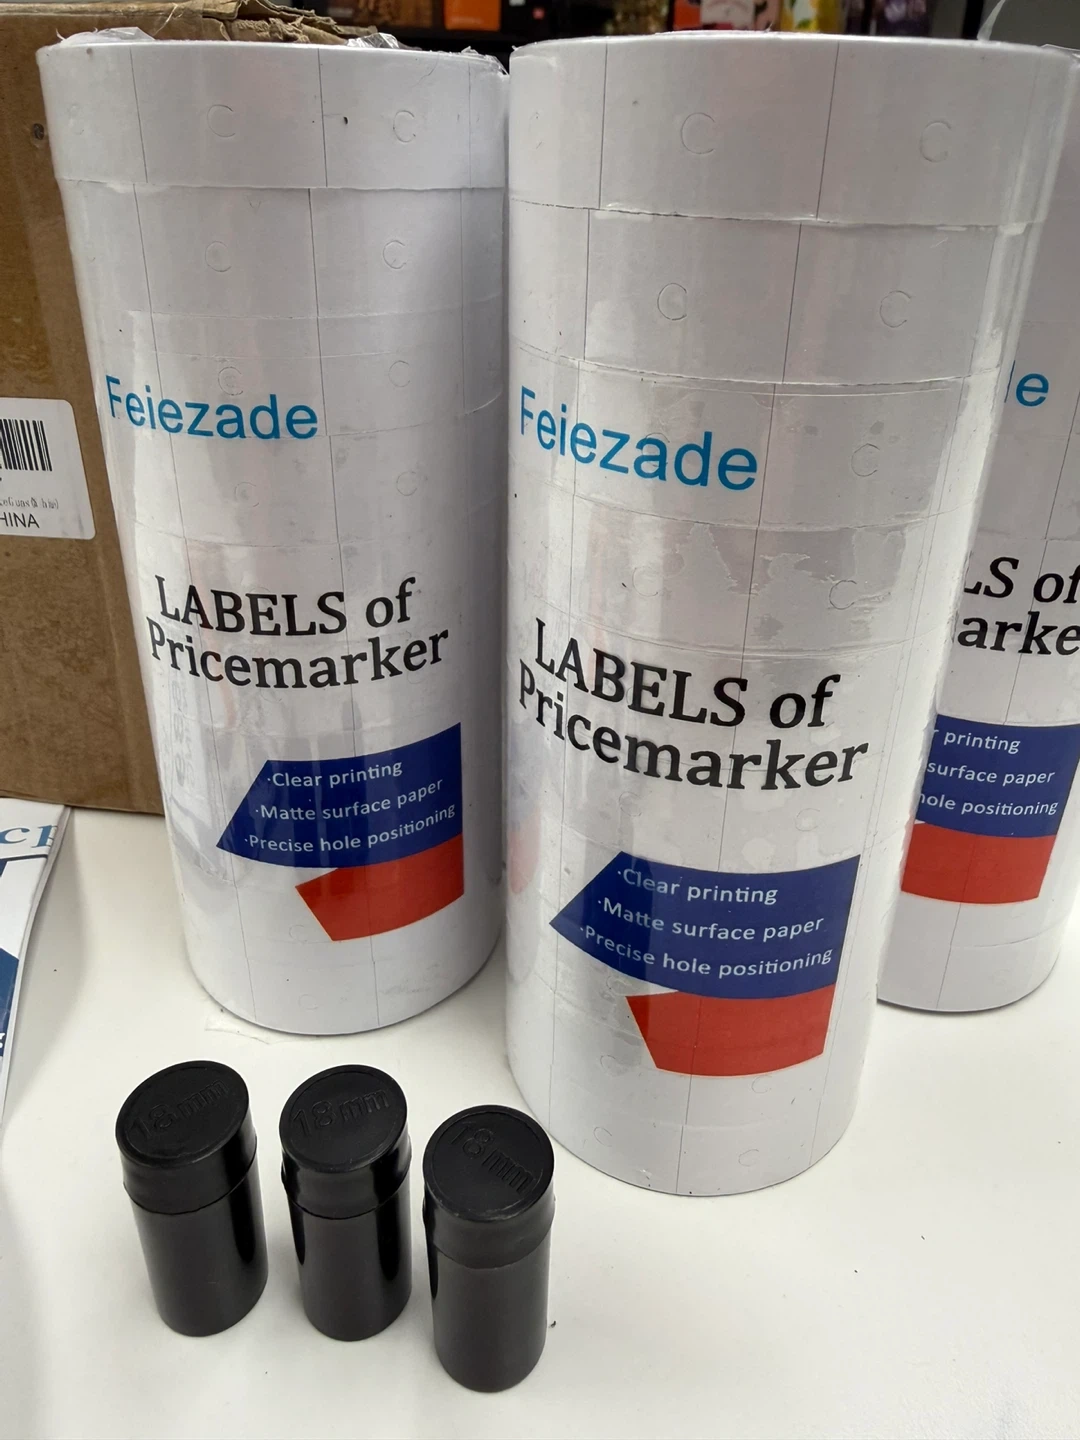 Feiezade
LABELS of
Pricemarker
·Clear printing
·Matte surface paper
·Precise hole positioning
Feiezade
LABELS of
Pricemarker
·Clear printing
·Matte surface paper
·Precise hole positioning
de
LS of
arke
r printing
surface paper
hole positioning
HINA
18mm
18mm
18mm